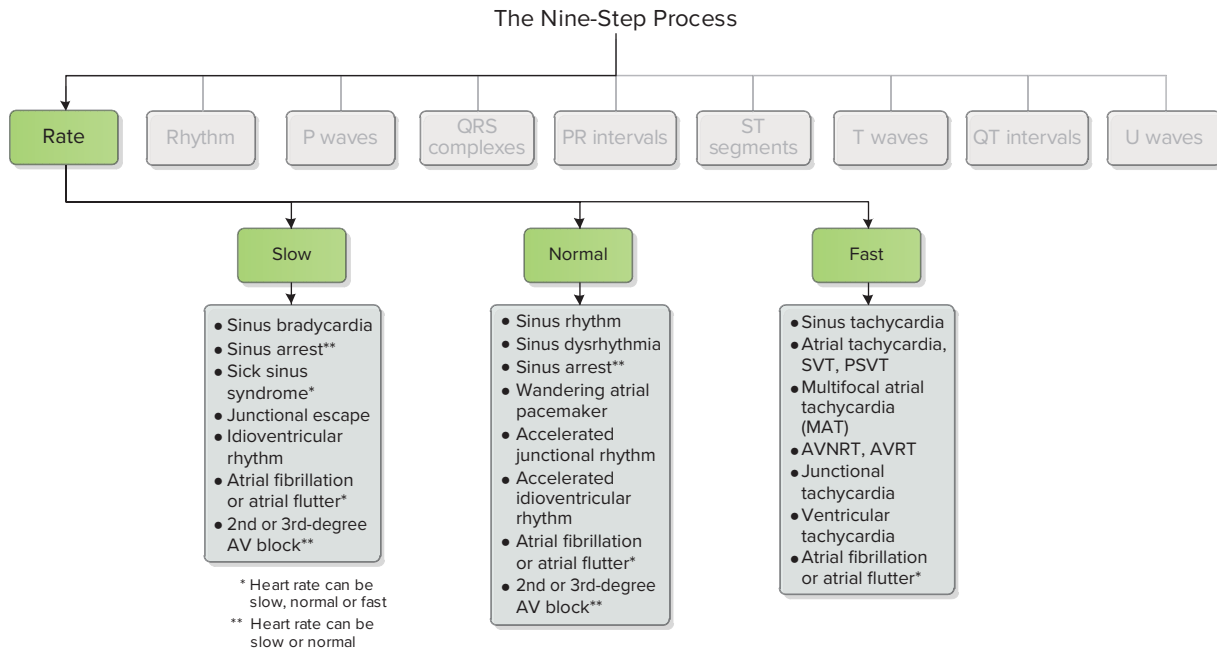 The Nine-Step Process
Rate
Rhythm
P waves
QRS
complexes
PR intervals
ST
segments
T waves
QT intervals
U waves
Slow
Normal
Fast
• Sinus bradycardia
• Sinus arrest**
• Sick sinus
syndrome*
• Junctional escape
• Idioventricular
rhythm
• Atrial fibrillation
or atrial flutter*
• 2nd or 3rd-degree
AV block**
* Heart rate can be
slow, normal or fast
** Heart rate can be
slow or normal
• Sinus rhythm
• Sinus dysrhythmia
• Sinus arrest**
• Wandering atrial
pacemaker
• Accelerated
junctional rhythm
• Accelerated
idioventricular
rhythm
• Atrial fibrillation
or atrial flutter*
• 2nd or 3rd-degree
AV block**
• Sinus tachycardia
• Atrial tachycardia,
SVT, PSVT
• Multifocal atrial
tachycardia
(MAT)
• AVNRT, AVRT
• Junctional
tachycardia
• Ventricular
tachycardia
• Atrial fibrillation
or atrial flutter*